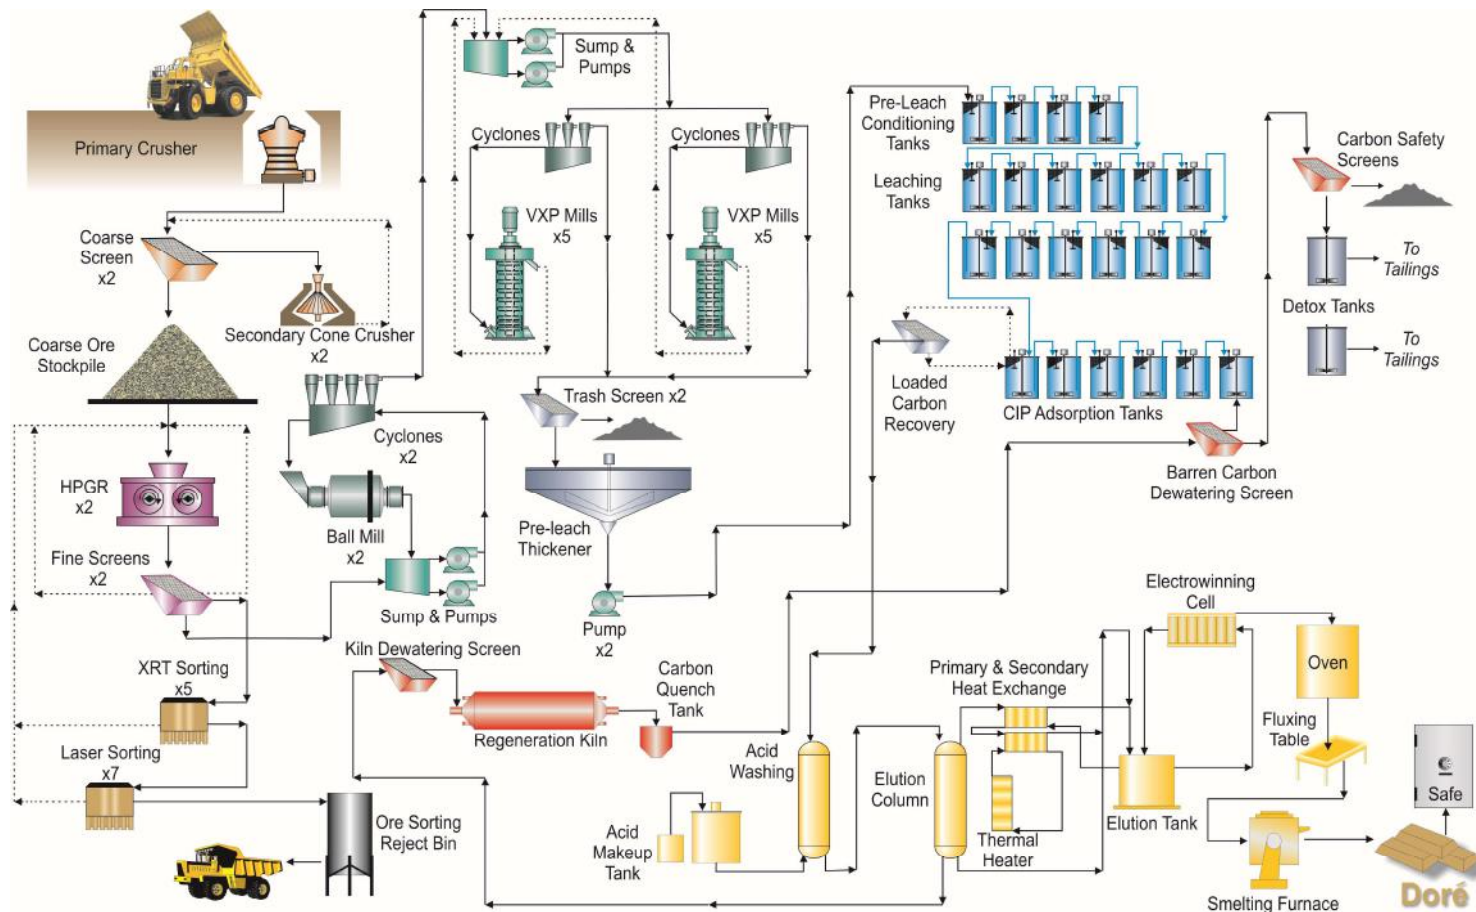 Primary Crusher
Coarse
Screen
x2
Secondary Cone Crusher
x2
Coarse Ore
Stockpile
HPGR
x2
Fine Screens
x2
XRT Sorting
x5
Laser Sorting
x7
Ore Sorting
Reject Bin
Cyclones
x2
Ball Mill
x2
Sump & Pumps
Sump &
Pumps
Cyclones
VXP Mills
x5
Cyclones
VXP Mills
x5
Trash Screen x2
Pre-leach
Thickener
Pump
x2
Pre-Leach
Conditioning
Tanks
Leaching
Tanks
Loaded
Carbon
Recovery
CIP Adsorption Tanks
Barren Carbon
Dewatering Screen
Carbon Safety
Screens
To
Tailings
Detox Tanks
To
Tailings
Kiln Dewatering Screen
Regeneration Kiln
Carbon
Quench
Tank
Acid
Washing
Acid
Makeup
Tank
Elution
Column
Primary & Secondary
Heat Exchange
Thermal
Heater
Elution Tank
Electrowinning
Cell
Oven
Fluxing
Table
Smelting Furnace
Safe
Doré